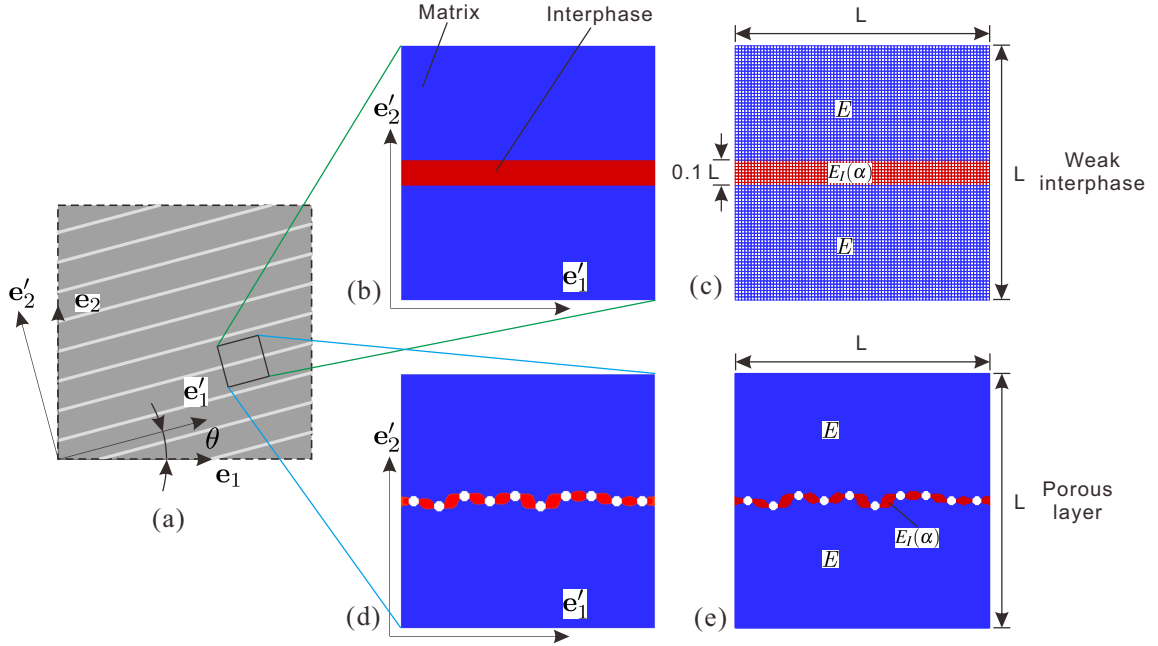 Matrix
Interphase
L
e′₂
E
0.1 L
E_I(α)
L
Weak
interphase
E
e′₁
(b)
(c)
e′₂
e₂
e′₁
θ
e₁
(a)
L
e′₂
E
L
Porous
layer
E_I(α)
E
e′₁
(d)
(e)